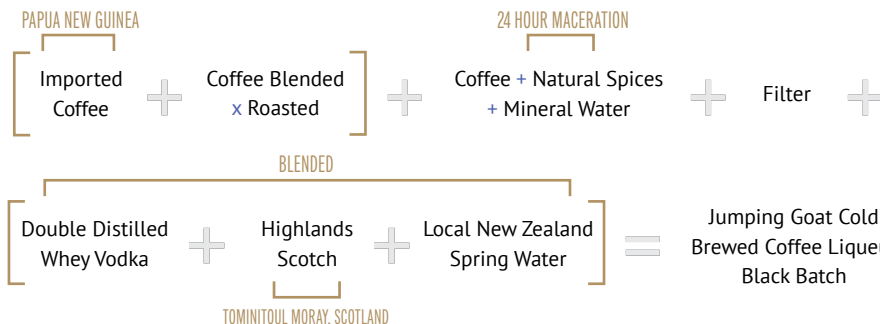 PAPUA NEW GUINEA
24 HOUR MACERATION
Imported
Coffee
+
Coffee Blended
x Roasted
+
Coffee + Natural Spices
+ Mineral Water
+
Filter
+
BLENDED
Double Distilled
Whey Vodka
+
Highlands
Scotch
+
Local New Zealand
Spring Water
=
Jumping Goat Cold
Brewed Coffee
Black Batch
TOMINITOUL MORAY, SCOTLAND